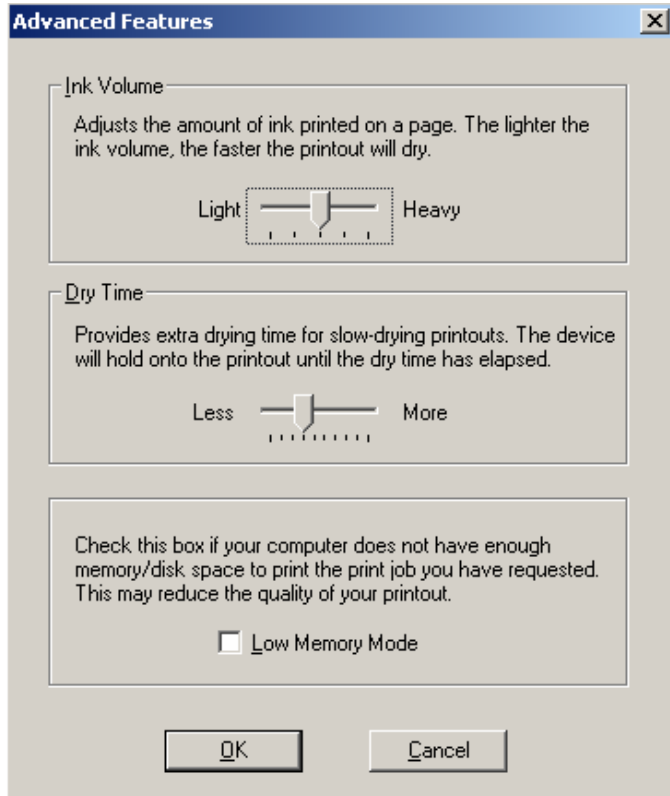 Advanced Features
Ink Volume
Adjusts the amount of ink printed on a page. The lighter the
ink volume, the faster the printout will dry.
Light Heavy
Dry Time
Provides extra drying time for slow-drying printouts. The device
will hold onto the printout until the dry time has elapsed.
Less More
Check this box if your computer does not have enough
memory/disk space to print the print job you have requested.
This may reduce the quality of your printout.
Low Memory Mode
OK Cancel